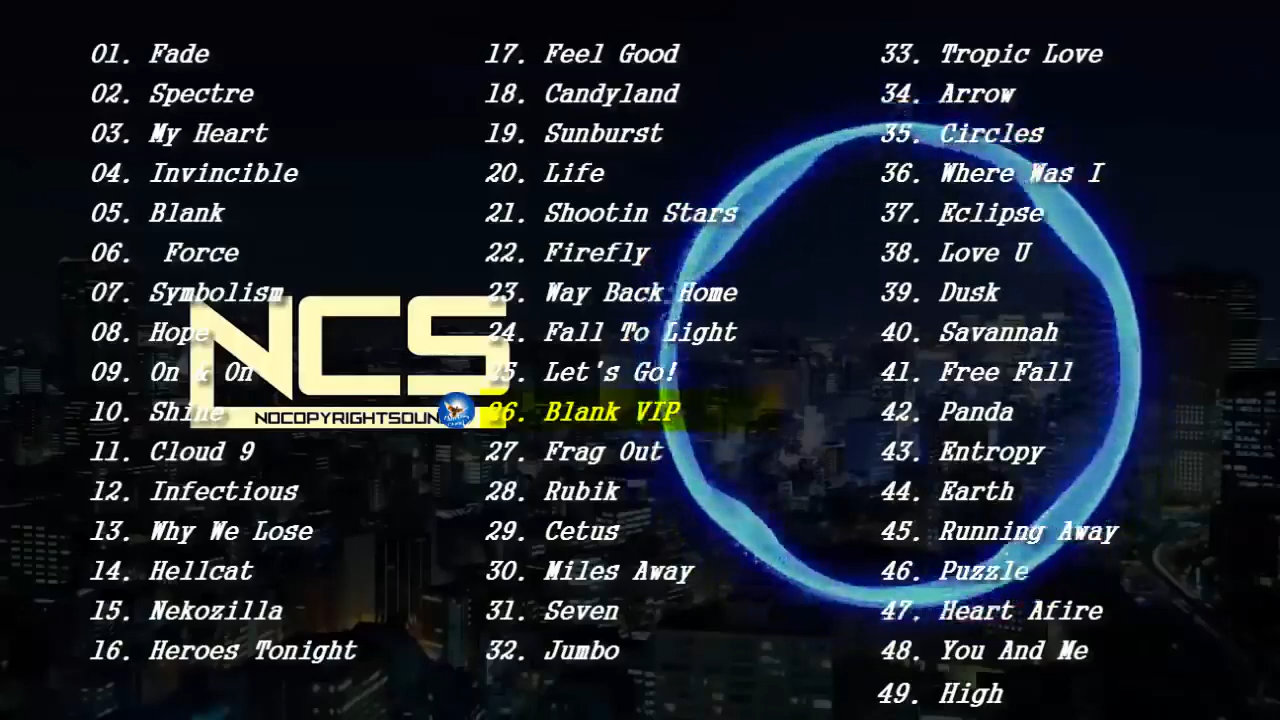 01. Fade
02. Spectre
03. My Heart
04. Invincible
05. Blank
06. Force
07. Symbolism
08. Hope
09. On & On
10. Shine
11. Cloud 9
12. Infectious
13. Why We Lose
14. Hellcat
15. Nekozilla
16. Heroes Tonight
17. Feel Good
18. Candyland
19. Sunburst
20. Life
21. Shootin Stars
22. Firefly
23. Way Back Home
24. Fall To Light
25. Let's Go!
26. Blank VIP
27. Frag Out
28. Rubik
29. Cetus
30. Miles Away
31. Seven
32. Jumbo
33. Tropic Love
34. Arrow
35. Circles
36. Where Was I
37. Eclipse
38. Love U
39. Dusk
40. Savannah
41. Free Fall
42. Panda
43. Entropy
44. Earth
45. Running Away
46. Puzzle
47. Heart Afire
48. You And Me
49. High
NCS
NOCOPYRIGHTSOUN